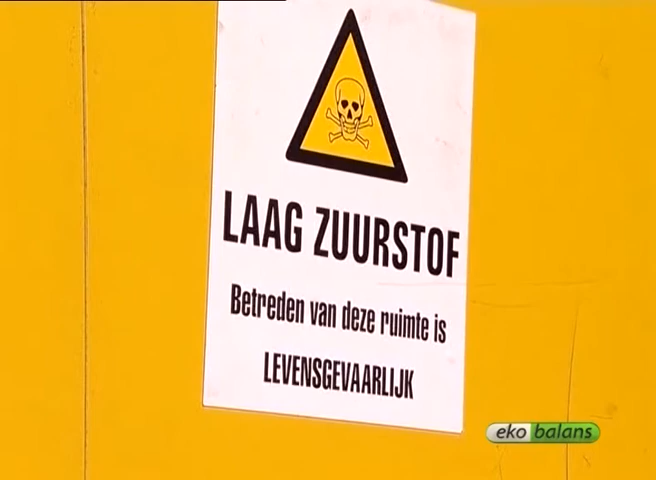 LAAG ZUURSTOF
Betreden van deze ruimte is
LEVENSGEVAARLIJK
eko balans